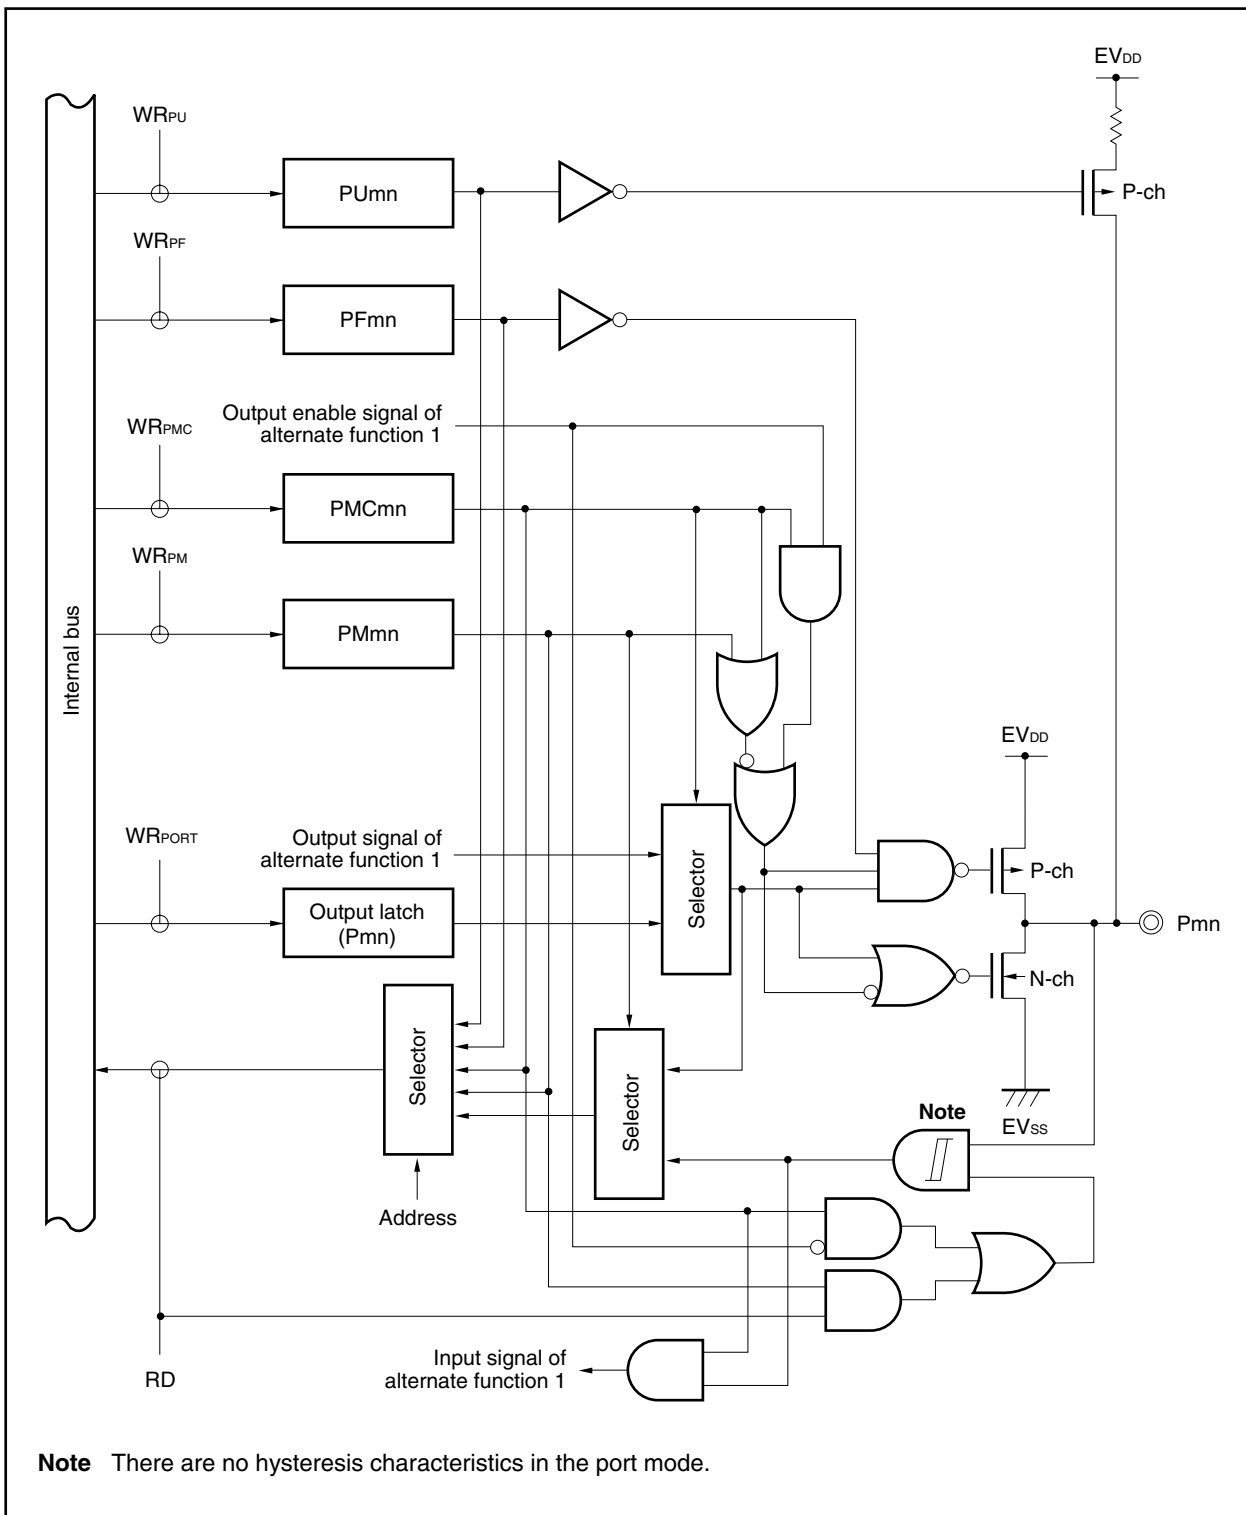 EVDD
WRPU
PUmn
P-ch
WRPF
PFmn
Output enable signal of
alternate function 1
WRPMC
PMCmn
WRPM
PMmn
Internal bus
EVDD
WRPORT
Output signal of
alternate function 1
Selector
P-ch
Output latch
(Pmn)
Pmn
N-ch
Selector
Selector
Note
EVSS
Address
RD
Input signal of
alternate function 1
Note There are no hysteresis characteristics in the port mode.